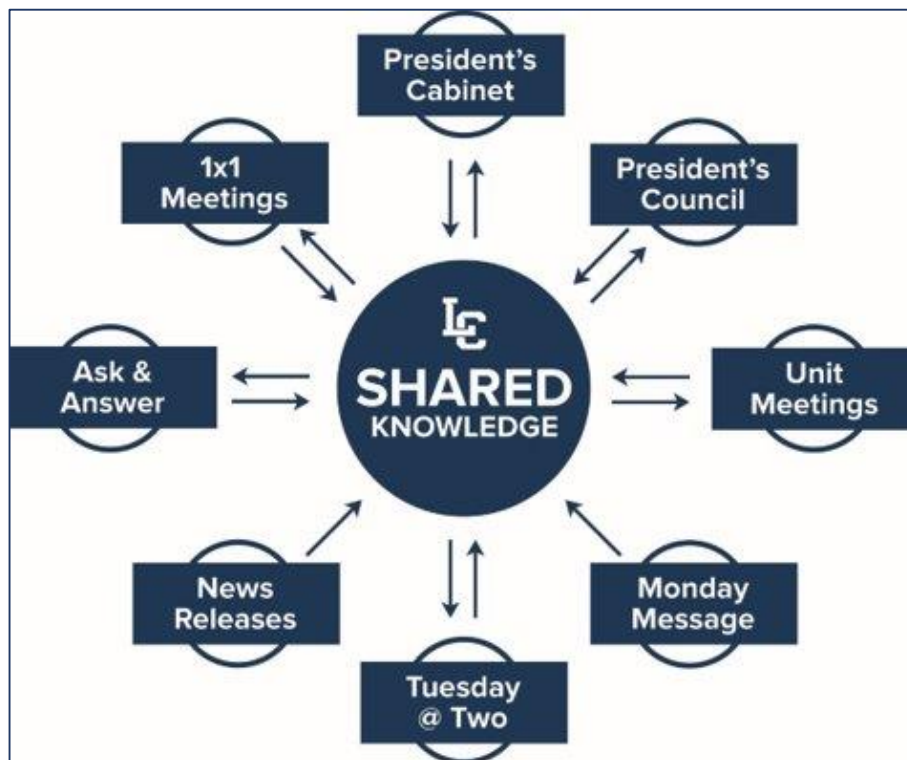 President's
Cabinet
1x1
Meetings
President's
Council
LC
SHARED
KNOWLEDGE
Ask &
Answer
Unit
Meetings
News
Releases
Monday
Message
Tuesday
@ Two